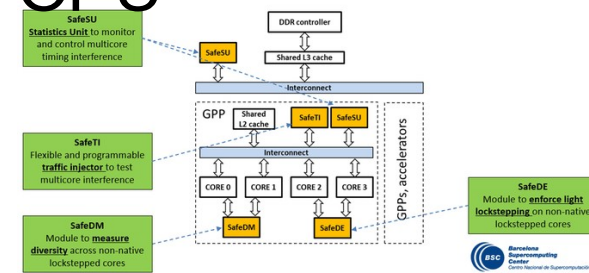 SafeSU
Statistics Unit to monitor
and control multicore
timing interference
SafeSU
DDR controller
Shared L3 cache
Interconnect
GPP
Shared
L2 cache
SafeTI
SafeSU
Interconnect
CORE 0
CORE 1
CORE 2
CORE 3
SafeDM
SafeDE
GPPs, accelerators
SafeTI
Flexible and programmable
traffic injector to test
multicore interference
SafeDM
Module to measure
diversity across non-native
lockstepped cores
SafeDE
Module to enforce light
lockstepping on non-native
lockstepped cores
BSC
Barcelona
Supercomputing
Center
Centro Nacional de Supercomputación